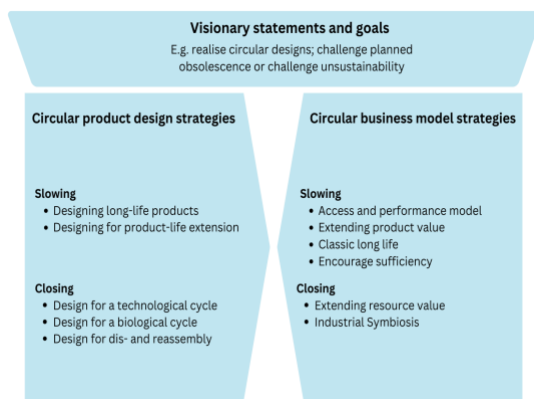 Visionary statements and goals
E.g. realise circular designs; challenge planned
obsolescence or challenge unsustainability
Circular product design strategies
Slowing
• Designing long-life products
• Designing for product-life extension
Closing
• Design for a technological cycle
• Design for a biological cycle
• Design for dis- and reassembly
Circular business model strategies
Slowing
• Access and performance model
• Extending product value
• Classic long life
• Encourage sufficiency
Closing
• Extending resource value
• Industrial Symbiosis